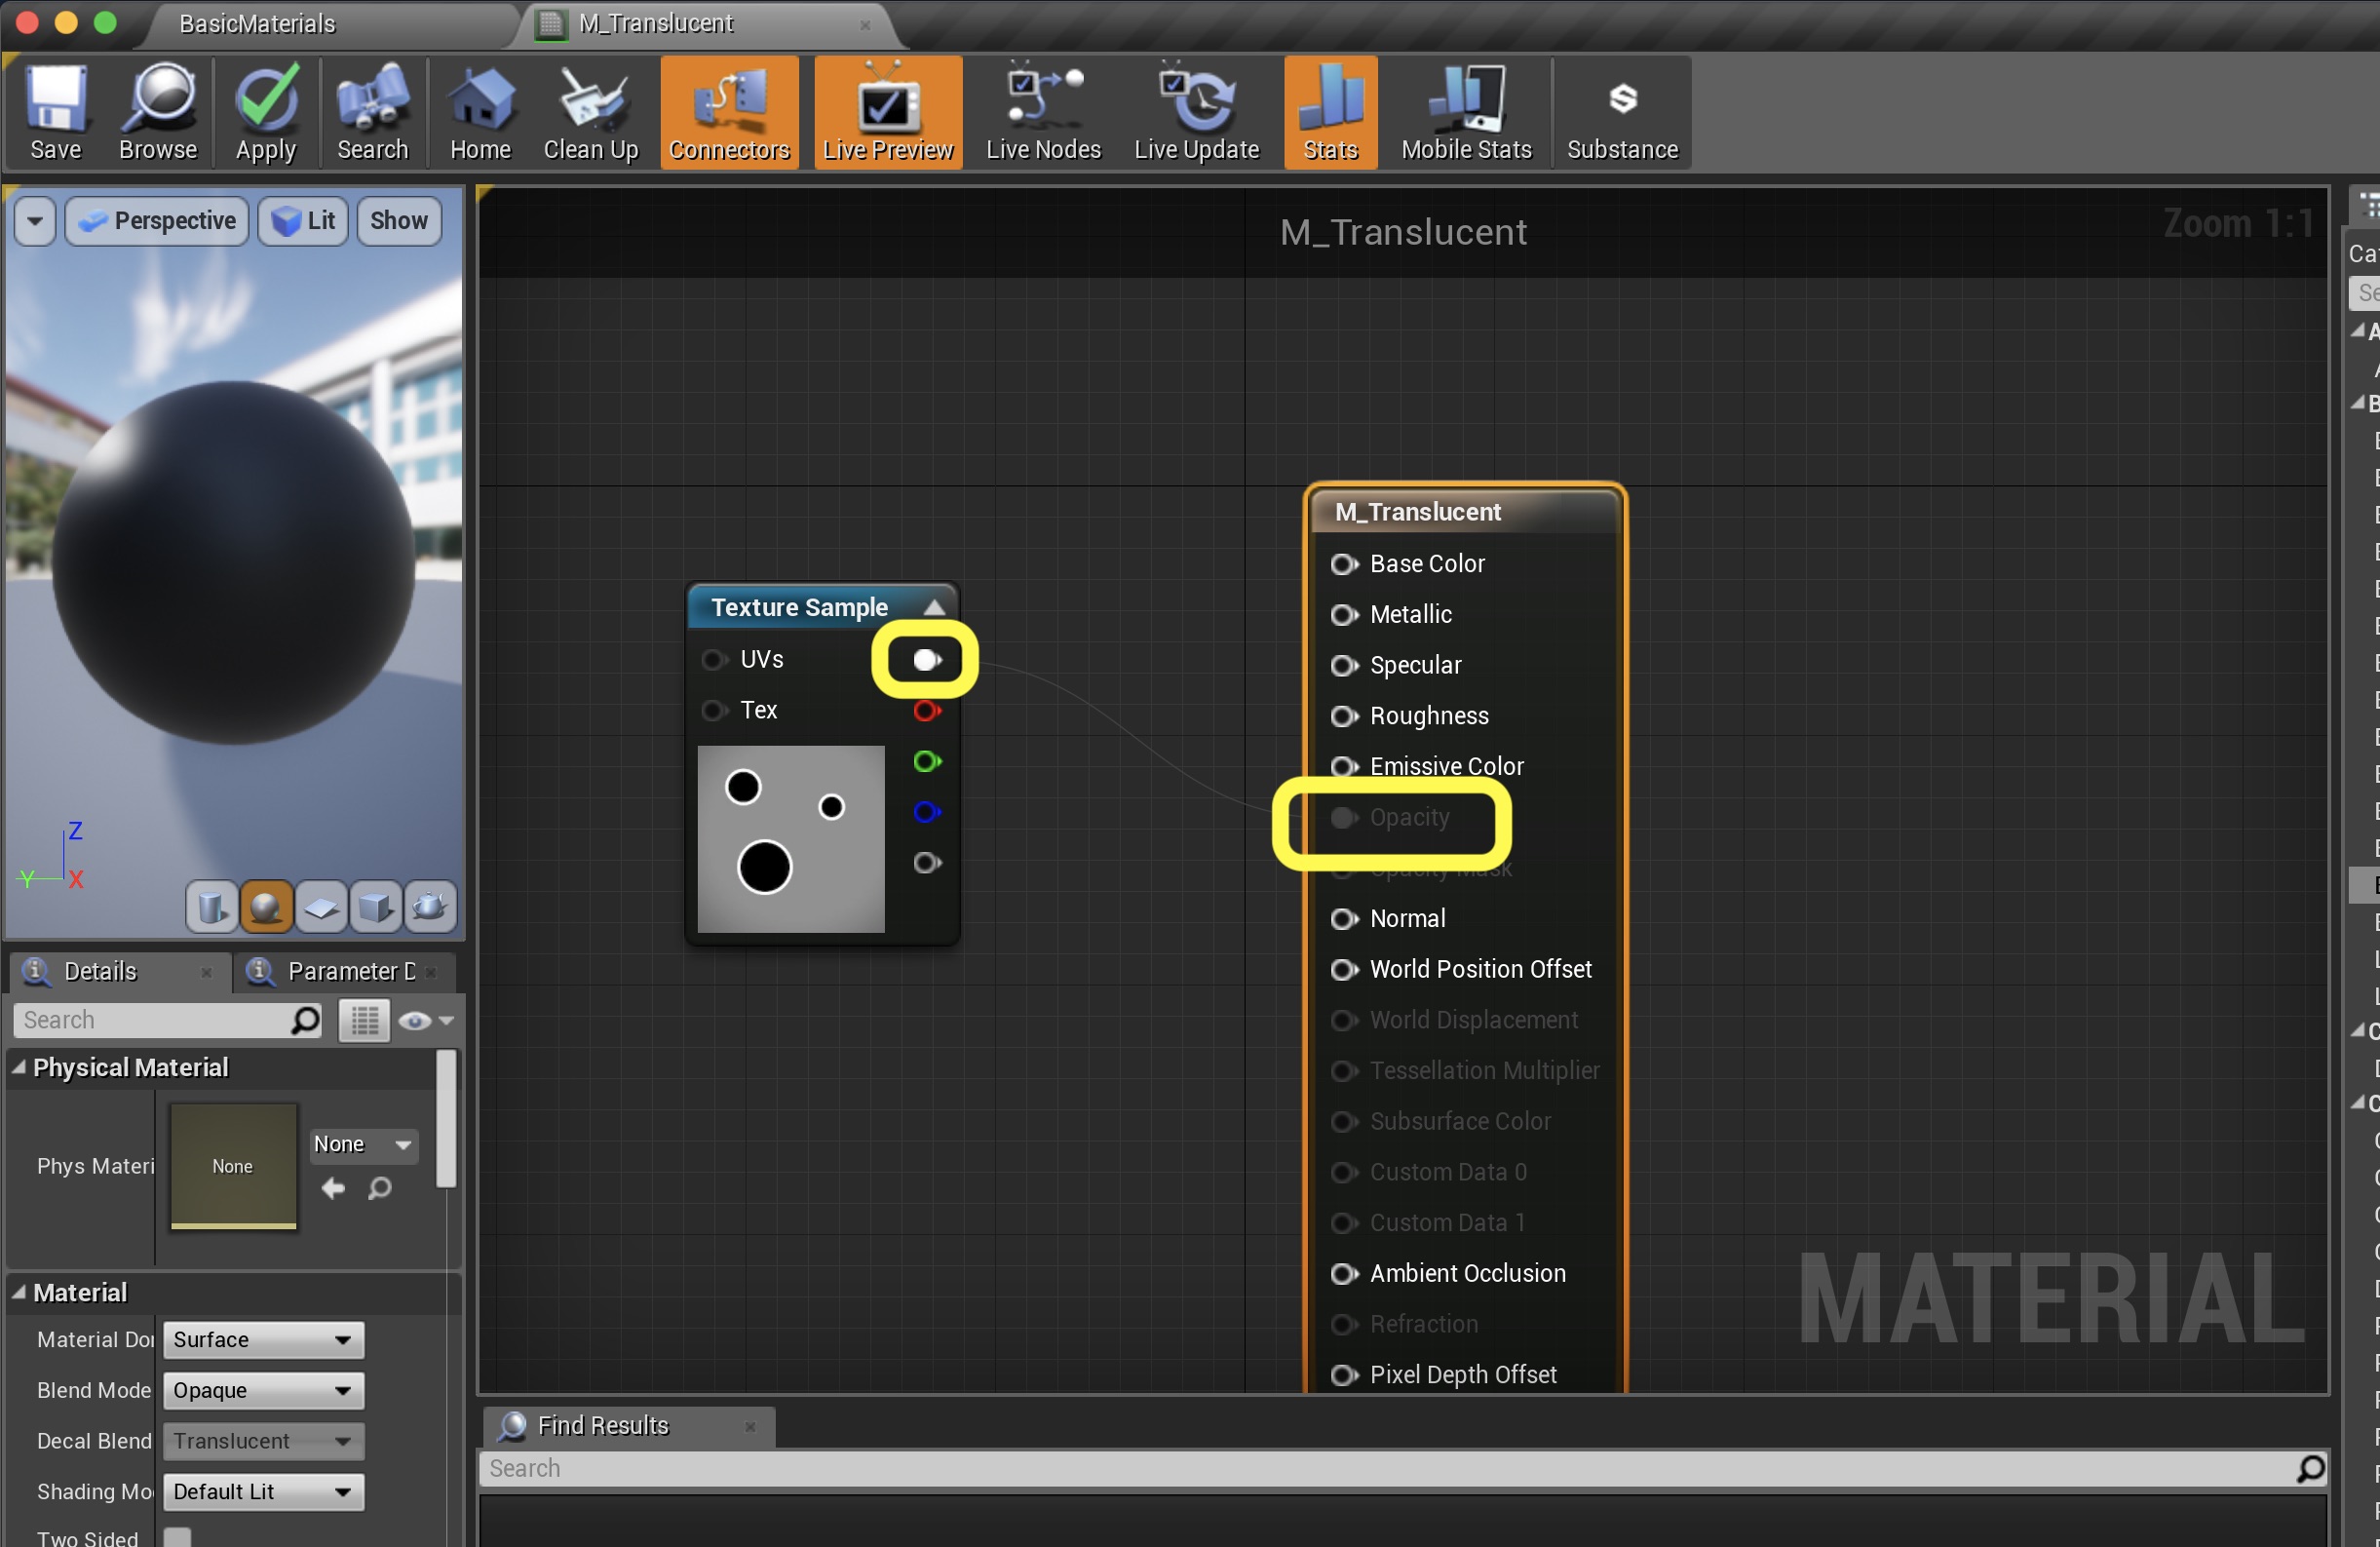 BasicMaterials
M_Translucent
Save
Browse
Apply
Search
Home
Clean Up
Connectors
Live Preview
Live Nodes
Live Update
Stats
Mobile Stats
Substance
Perspective
Lit
Show
Z
Y
X
M_Translucent
Zoom 1:1
Texture Sample
UVs
Tex
M_Translucent
Base Color
Metallic
Specular
Roughness
Emissive Color
Opacity
Opacity Mask
Normal
World Position Offset
World Displacement
Tessellation Multiplier
Subsurface Color
Custom Data 0
Custom Data 1
Ambient Occlusion
Refraction
Pixel Depth Offset
MATERIAL
Details
Parameter D
Search
Physical Material
Phys Materi
None
None
Material
Material Do
Surface
Blend Mode
Opaque
Decal Blend
Translucent
Shading Mo
Default Lit
Two Sided
Find Results
Search
Ca
Se